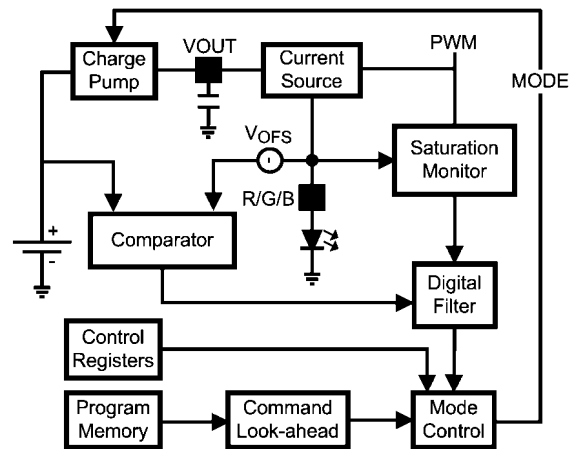 VOUT
PWM
Charge
Pump
Current
Source
MODE
VOFS
Saturation
Monitor
R/G/B
+
-
Comparator
Digital
Filter
Control
Registers
Program
Memory
Command
Look-ahead
Mode
Control